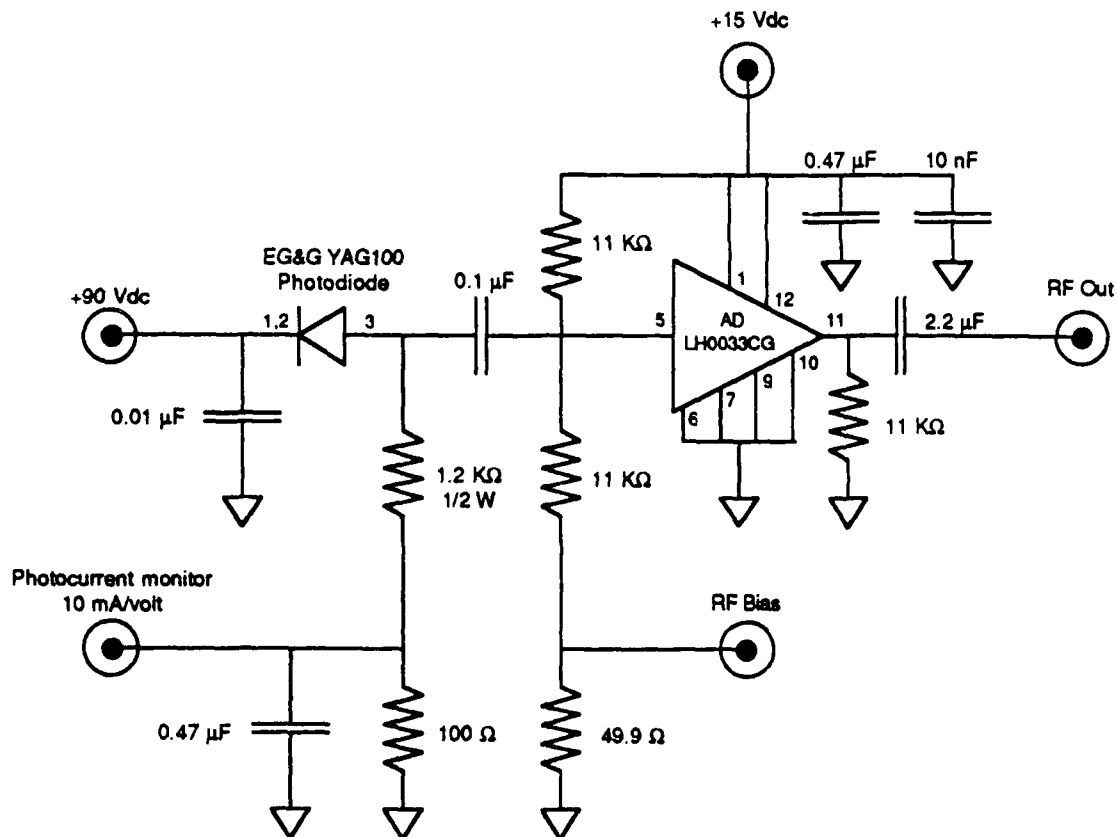 +15 Vdc
0.47 µF
10 nF
11 KΩ
EG&G YAG100
Photodiode
0.1 µF
+90 Vdc
1,2
3
5
1
12
AD
LH0033CG
11
10
9
7
6
2.2 µF
RF Out
0.01 µF
1.2 KΩ
1/2 W
11 KΩ
11 KΩ
Photocurrent monitor
10 mA/volt
RF Bias
0.47 µF
100 Ω
49.9 Ω